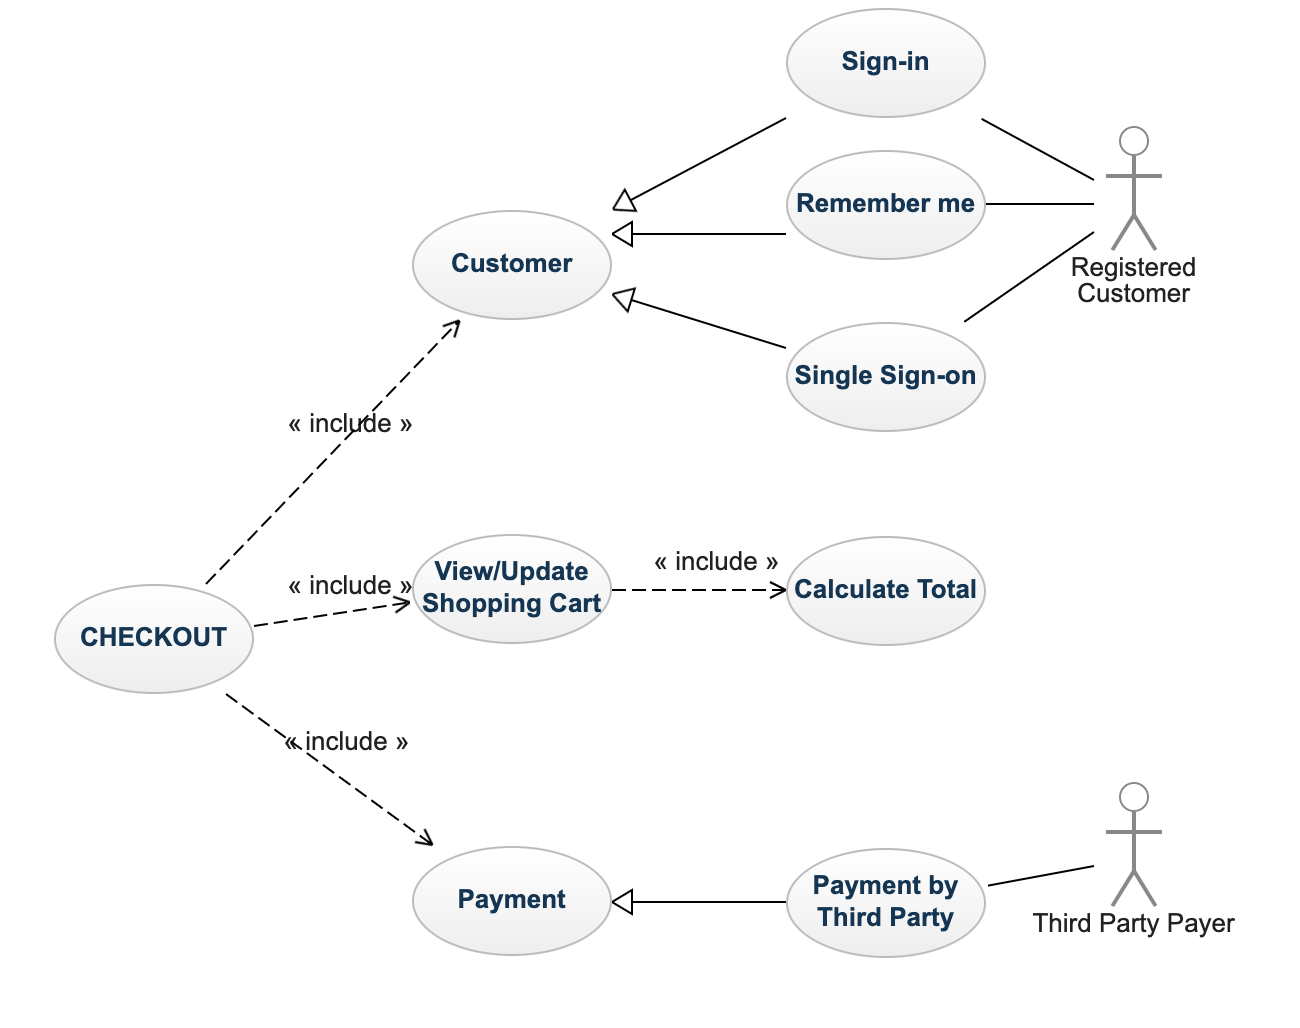 Sign-in
Remember me
Registered
Customer
Customer
Single Sign-on
« include »
« include »
View/Update
Shopping Cart
« include »
Calculate Total
CHECKOUT
« include »
Payment
Payment by
Third Party
Third Party Payer